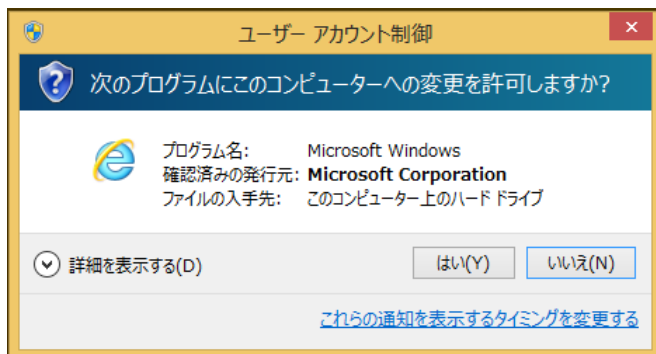 ユーザー アカウント制御
次のプログラムにこのコンピューターへの変更を許可しますか?
プログラム名: Microsoft Windows
確認済みの発行元: Microsoft Corporation
ファイルの入手先: このコンピューター上のハード ドライブ
詳細を表示する(D) はい(Y) いいえ(N)
これらの通知を表示するタイミングを変更する